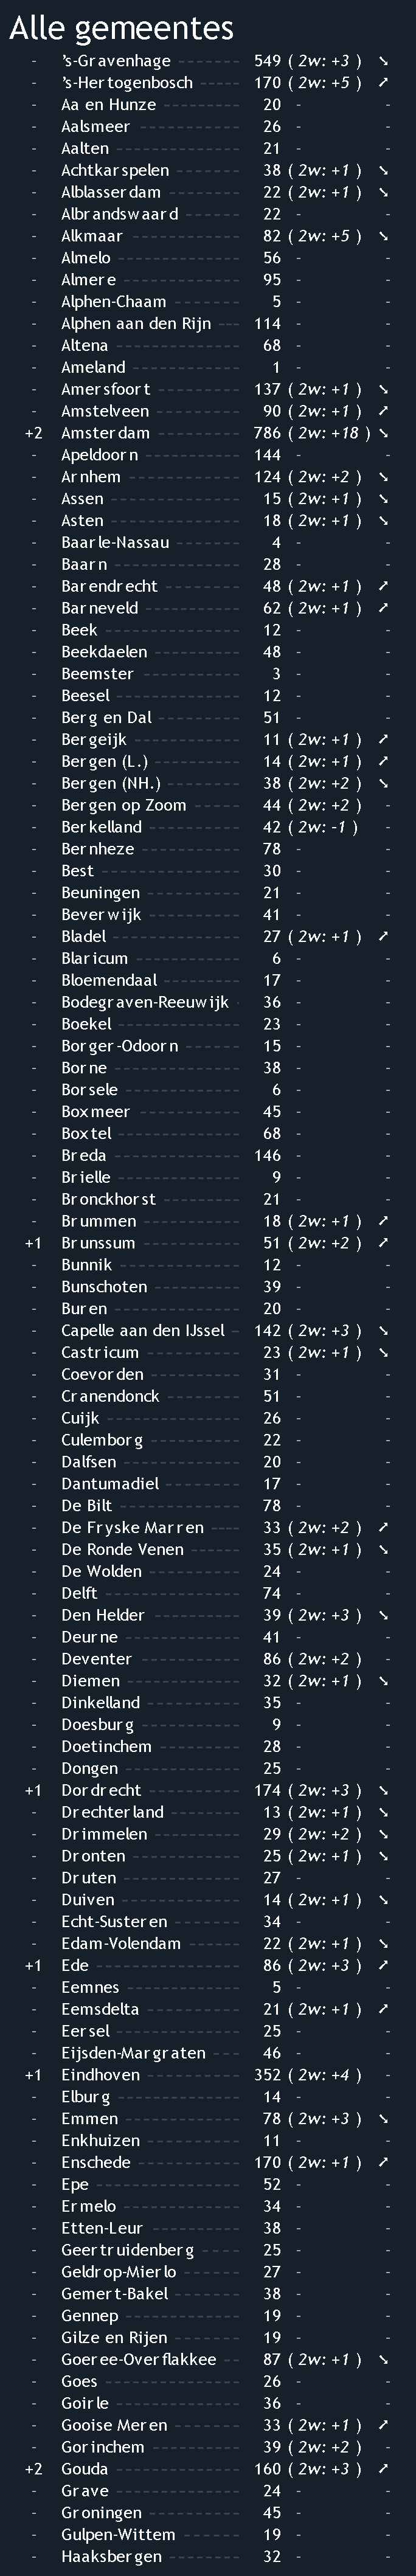 Alle gemeentes
- 's-Gravenhage 549 ( 2w: +3 ) ➘
- 's-Hertogenbosch 170 ( 2w: +5 ) ➚
- Aa en Hunze 20 - -
- Aalsmeer 26 - -
- Aalten 21 - -
- Achtkarspelen 38 ( 2w: +1 ) ➘
- Alblasserdam 22 ( 2w: +1 ) ➘
- Albrandswaard 22 - -
- Alkmaar 82 ( 2w: +5 ) ➘
- Almelo 56 - -
- Almere 95 - -
- Alphen-Chaam 5 - -
- Alphen aan den Rijn 114 - -
- Altena 68 - -
- Ameland 1 - -
- Amersfoort 137 ( 2w: +1 ) ➘
- Amstelveen 90 ( 2w: +1 ) ➚
+2 Amsterdam 786 ( 2w: +18 ) ➘
- Apeldoorn 144 - -
- Arnhem 124 ( 2w: +2 ) ➘
- Assen 15 ( 2w: +1 ) ➘
- Asten 18 ( 2w: +1 ) ➘
- Baarle-Nassau 4 - -
- Baarn 28 - -
- Barendrecht 48 ( 2w: +1 ) ➚
- Barneveld 62 ( 2w: +1 ) ➚
- Beek 12 - -
- Beekdaelen 48 - -
- Beemster 3 - -
- Beesel 12 - -
- Berg en Dal 51 - -
- Bergeijk 11 ( 2w: +1 ) ➚
- Bergen (L.) 14 ( 2w: +1 ) ➚
- Bergen (NH.) 38 ( 2w: +2 ) ➘
- Bergen op Zoom 44 ( 2w: +2 ) -
- Berkelland 42 ( 2w: -1 ) -
- Bernheze 78 - -
- Best 30 - -
- Beuningen 21 - -
- Beverwijk 41 - -
- Bladel 27 ( 2w: +1 ) ➚
- Blaricum 6 - -
- Bloemendaal 17 - -
- Bodegraven-Reeuwijk 36 - -
- Boekel 23 - -
- Borger-Odoorn 15 - -
- Borne 38 - -
- Borsele 6 - -
- Boxmeer 45 - -
- Boxtel 68 - -
- Breda 146 - -
- Brielle 9 - -
- Bronckhorst 21 - -
- Brummen 18 ( 2w: +1 ) ➚
+1 Brunssum 51 ( 2w: +2 ) ➚
- Bunnik 12 - -
- Bunschoten 39 - -
- Buren 20 - -
- Capelle aan den IJssel 142 ( 2w: +3 ) ➘
- Castricum 23 ( 2w: +1 ) ➘
- Coevorden 31 - -
- Cranendonck 51 - -
- Cuijk 26 - -
- Culemborg 22 - -
- Dalfsen 20 - -
- Dantumadiel 17 - -
- De Bilt 78 - -
- De Fryske Marren 33 ( 2w: +2 ) ➚
- De Ronde Venen 35 ( 2w: +1 ) ➘
- De Wolden 24 - -
- Delft 74 - -
- Den Helder 39 ( 2w: +3 ) ➘
- Deurne 41 - -
- Deventer 86 ( 2w: +2 ) -
- Diemen 32 ( 2w: +1 ) ➘
- Dinkelland 35 - -
- Doesburg 9 - -
- Doetinchem 28 - -
- Dongen 25 - -
+1 Dordrecht 174 ( 2w: +3 ) ➘
- Drechterland 13 ( 2w: +1 ) ➘
- Drimmelen 29 ( 2w: +2 ) ➘
- Dronten 25 ( 2w: +1 ) ➘
- Druten 27 - -
- Duiven 14 ( 2w: +1 ) ➘
- Echt-Susteren 34 - -
- Edam-Volendam 22 ( 2w: +1 ) ➘
+1 Ede 86 ( 2w: +3 ) ➚
- Eemnes 5 - -
- Eemsdelta 21 ( 2w: +1 ) ➚
- Eersel 25 - -
- Eijsden-Margraten 46 - -
+1 Eindhoven 352 ( 2w: +4 ) -
- Elburg 14 - -
- Emmen 78 ( 2w: +3 ) ➘
- Enkhuizen 11 - -
- Enschede 170 ( 2w: +1 ) ➚
- Epe 52 - -
- Ermelo 34 - -
- Etten-Leur 38 - -
- Geertruidenberg 25 - -
- Geldrop-Mierlo 27 - -
- Gemert-Bakel 38 - -
- Gennep 19 - -
- Gilze en Rijen 19 - -
- Goeree-Overflakkee 87 ( 2w: +1 ) ➘
- Goes 26 - -
- Goirle 36 - -
- Gooise Meren 33 ( 2w: +1 ) ➚
- Gorinchem 39 ( 2w: +2 ) -
+2 Gouda 160 ( 2w: +3 ) ➚
- Grave 24 - -
- Groningen 45 - -
- Gulpen-Wittem 19 - -
- Haaksbergen 32 - -